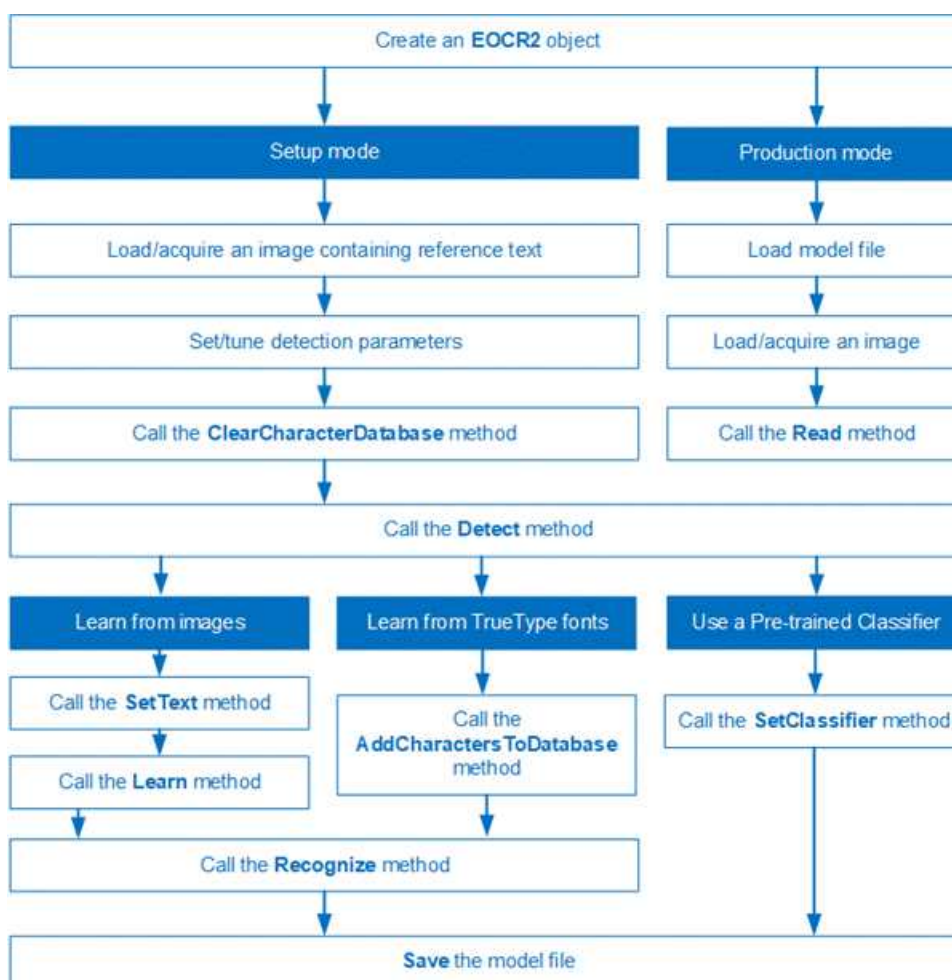 Create an EOCR2 object
Setup mode
Production mode
Load/acquire an image containing reference text
Load model file
Set/tune detection parameters
Load/acquire an image
Call the ClearCharacterDatabase method
Call the Read method
Call the Detect method
Learn from images
Learn from TrueType fonts
Use a Pre-trained Classifier
Call the SetText method
Call the
AddCharactersToDatabase
method
Call the SetClassifier method
Call the Learn method
Call the Recognize method
Save the model file